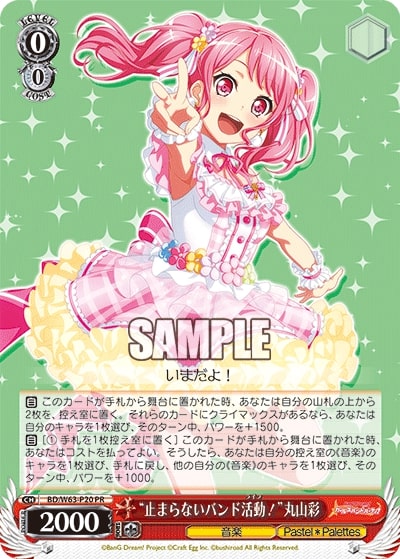 LEVEL
0
0
COST
SAMPLE
いまだよ！
自 このカードが手札から舞台に置かれた時、あなたは自分の山札の上から
2枚を、控え室に置く。それらのカードにクライマックスがあるなら、あなたは
自分のキャラを1枚選び、そのターン中、パワーを＋1500。
自 ［① 手札を1枚控え室に置く］ このカードが手札から舞台に置かれた時、
あなたはコストを払ってよい。そうしたら、あなたは自分の控え室の《音楽》の
キャラを1枚選び、手札に戻し、自分のキャラを1枚選び、そのターン中、パ
ワーを＋1000。
CH
BD/W63-P20 PR
2000
ライブ
“止まらないバンド活動！”丸山彩
音楽
Pastel＊Palettes
©BanG Dream! Project ©Craft Egg Inc. ©bushiroad All Rights Reserved.